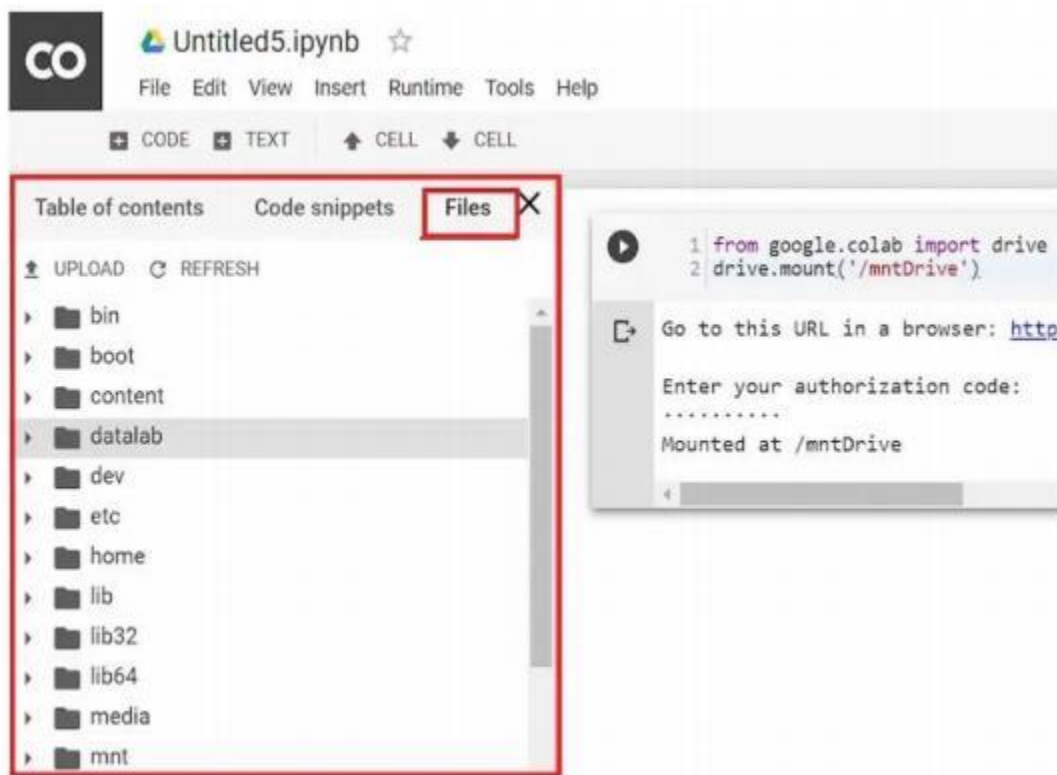 CO
Untitled5.ipynb
File Edit View Insert Runtime Tools Help
CODE TEXT CELL CELL
Table of contents Code snippets Files X
UPLOAD REFRESH
bin
boot
content
datalab
dev
etc
home
lib
lib32
lib64
media
mnt
1 from google.colab import drive
2 drive.mount('/mntDrive')
Go to this URL in a browser: http
Enter your authorization code:
··········
Mounted at /mntDrive